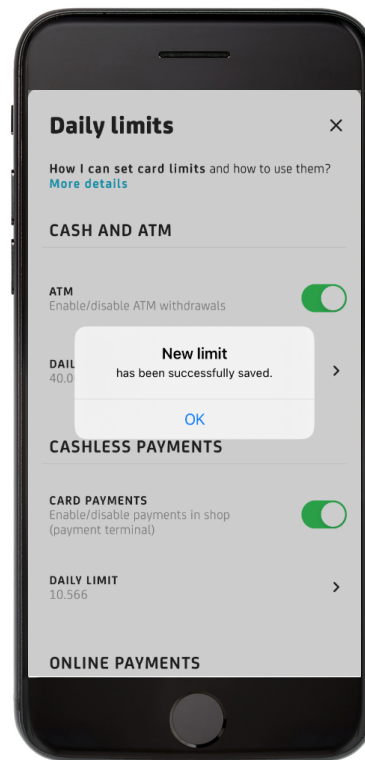 Daily limits
How I can set card limits and how to use them?
More details
CASH AND ATM
ATM
Enable/disable ATM withdrawals
New limit
has been successfully saved.
OK
CASHLESS PAYMENTS
CARD PAYMENTS
Enable/disable payments in shop
(payment terminal)
DAILY LIMIT
10.566
ONLINE PAYMENTS